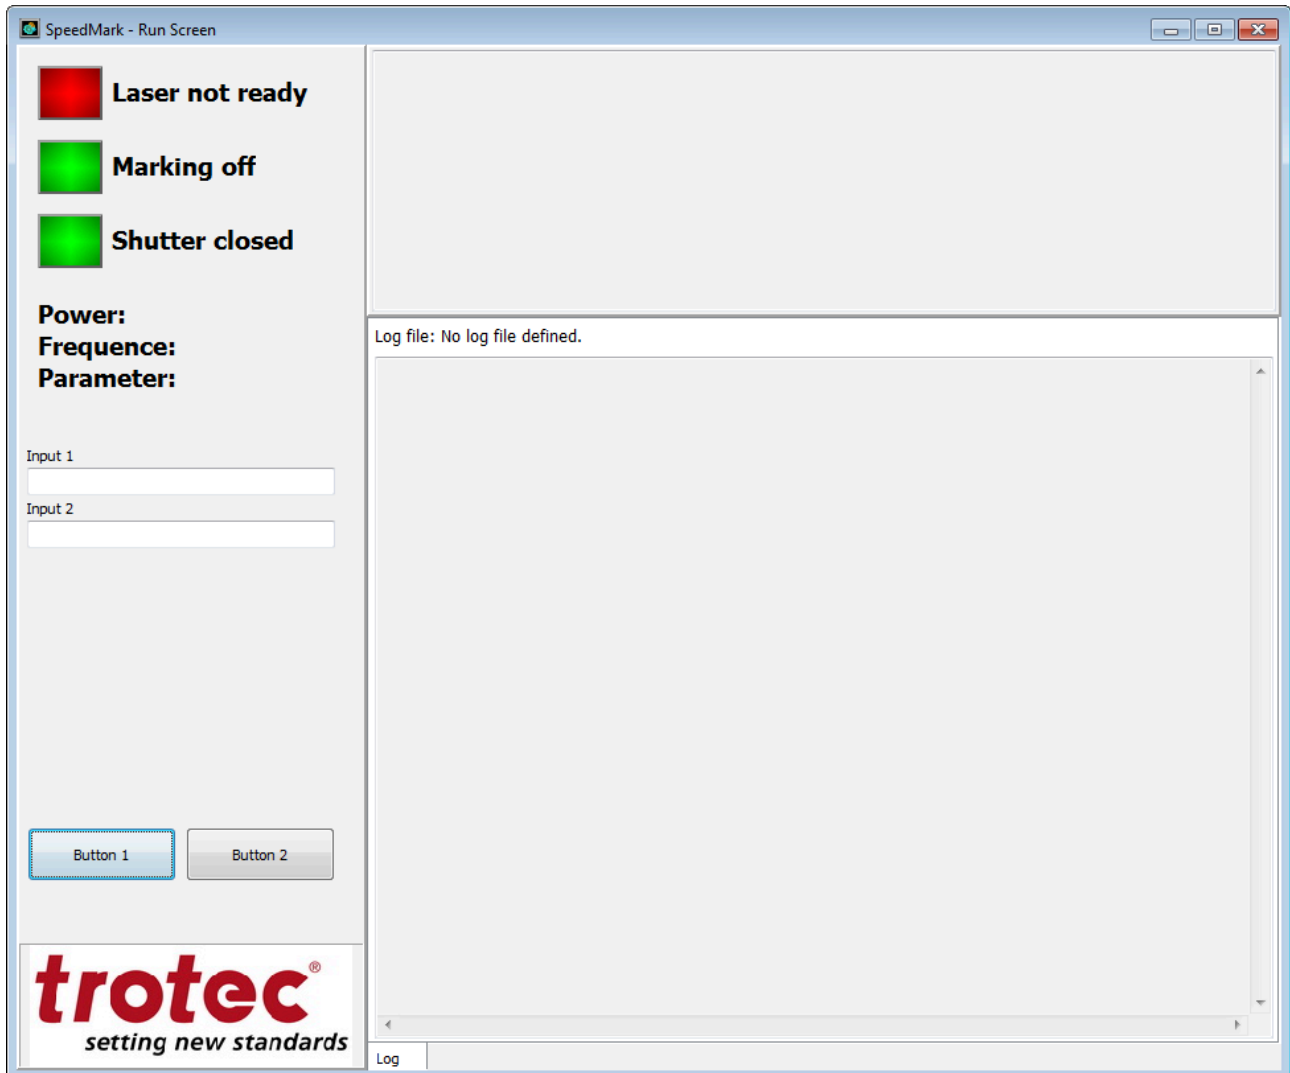 SpeedMark - Run Screen
Laser not ready
Marking off
Shutter closed
Power:
Frequence:
Parameter:
Input 1
Input 2
Button 1
Button 2
trotec®
setting new standards
Log file: No log file defined.
Log